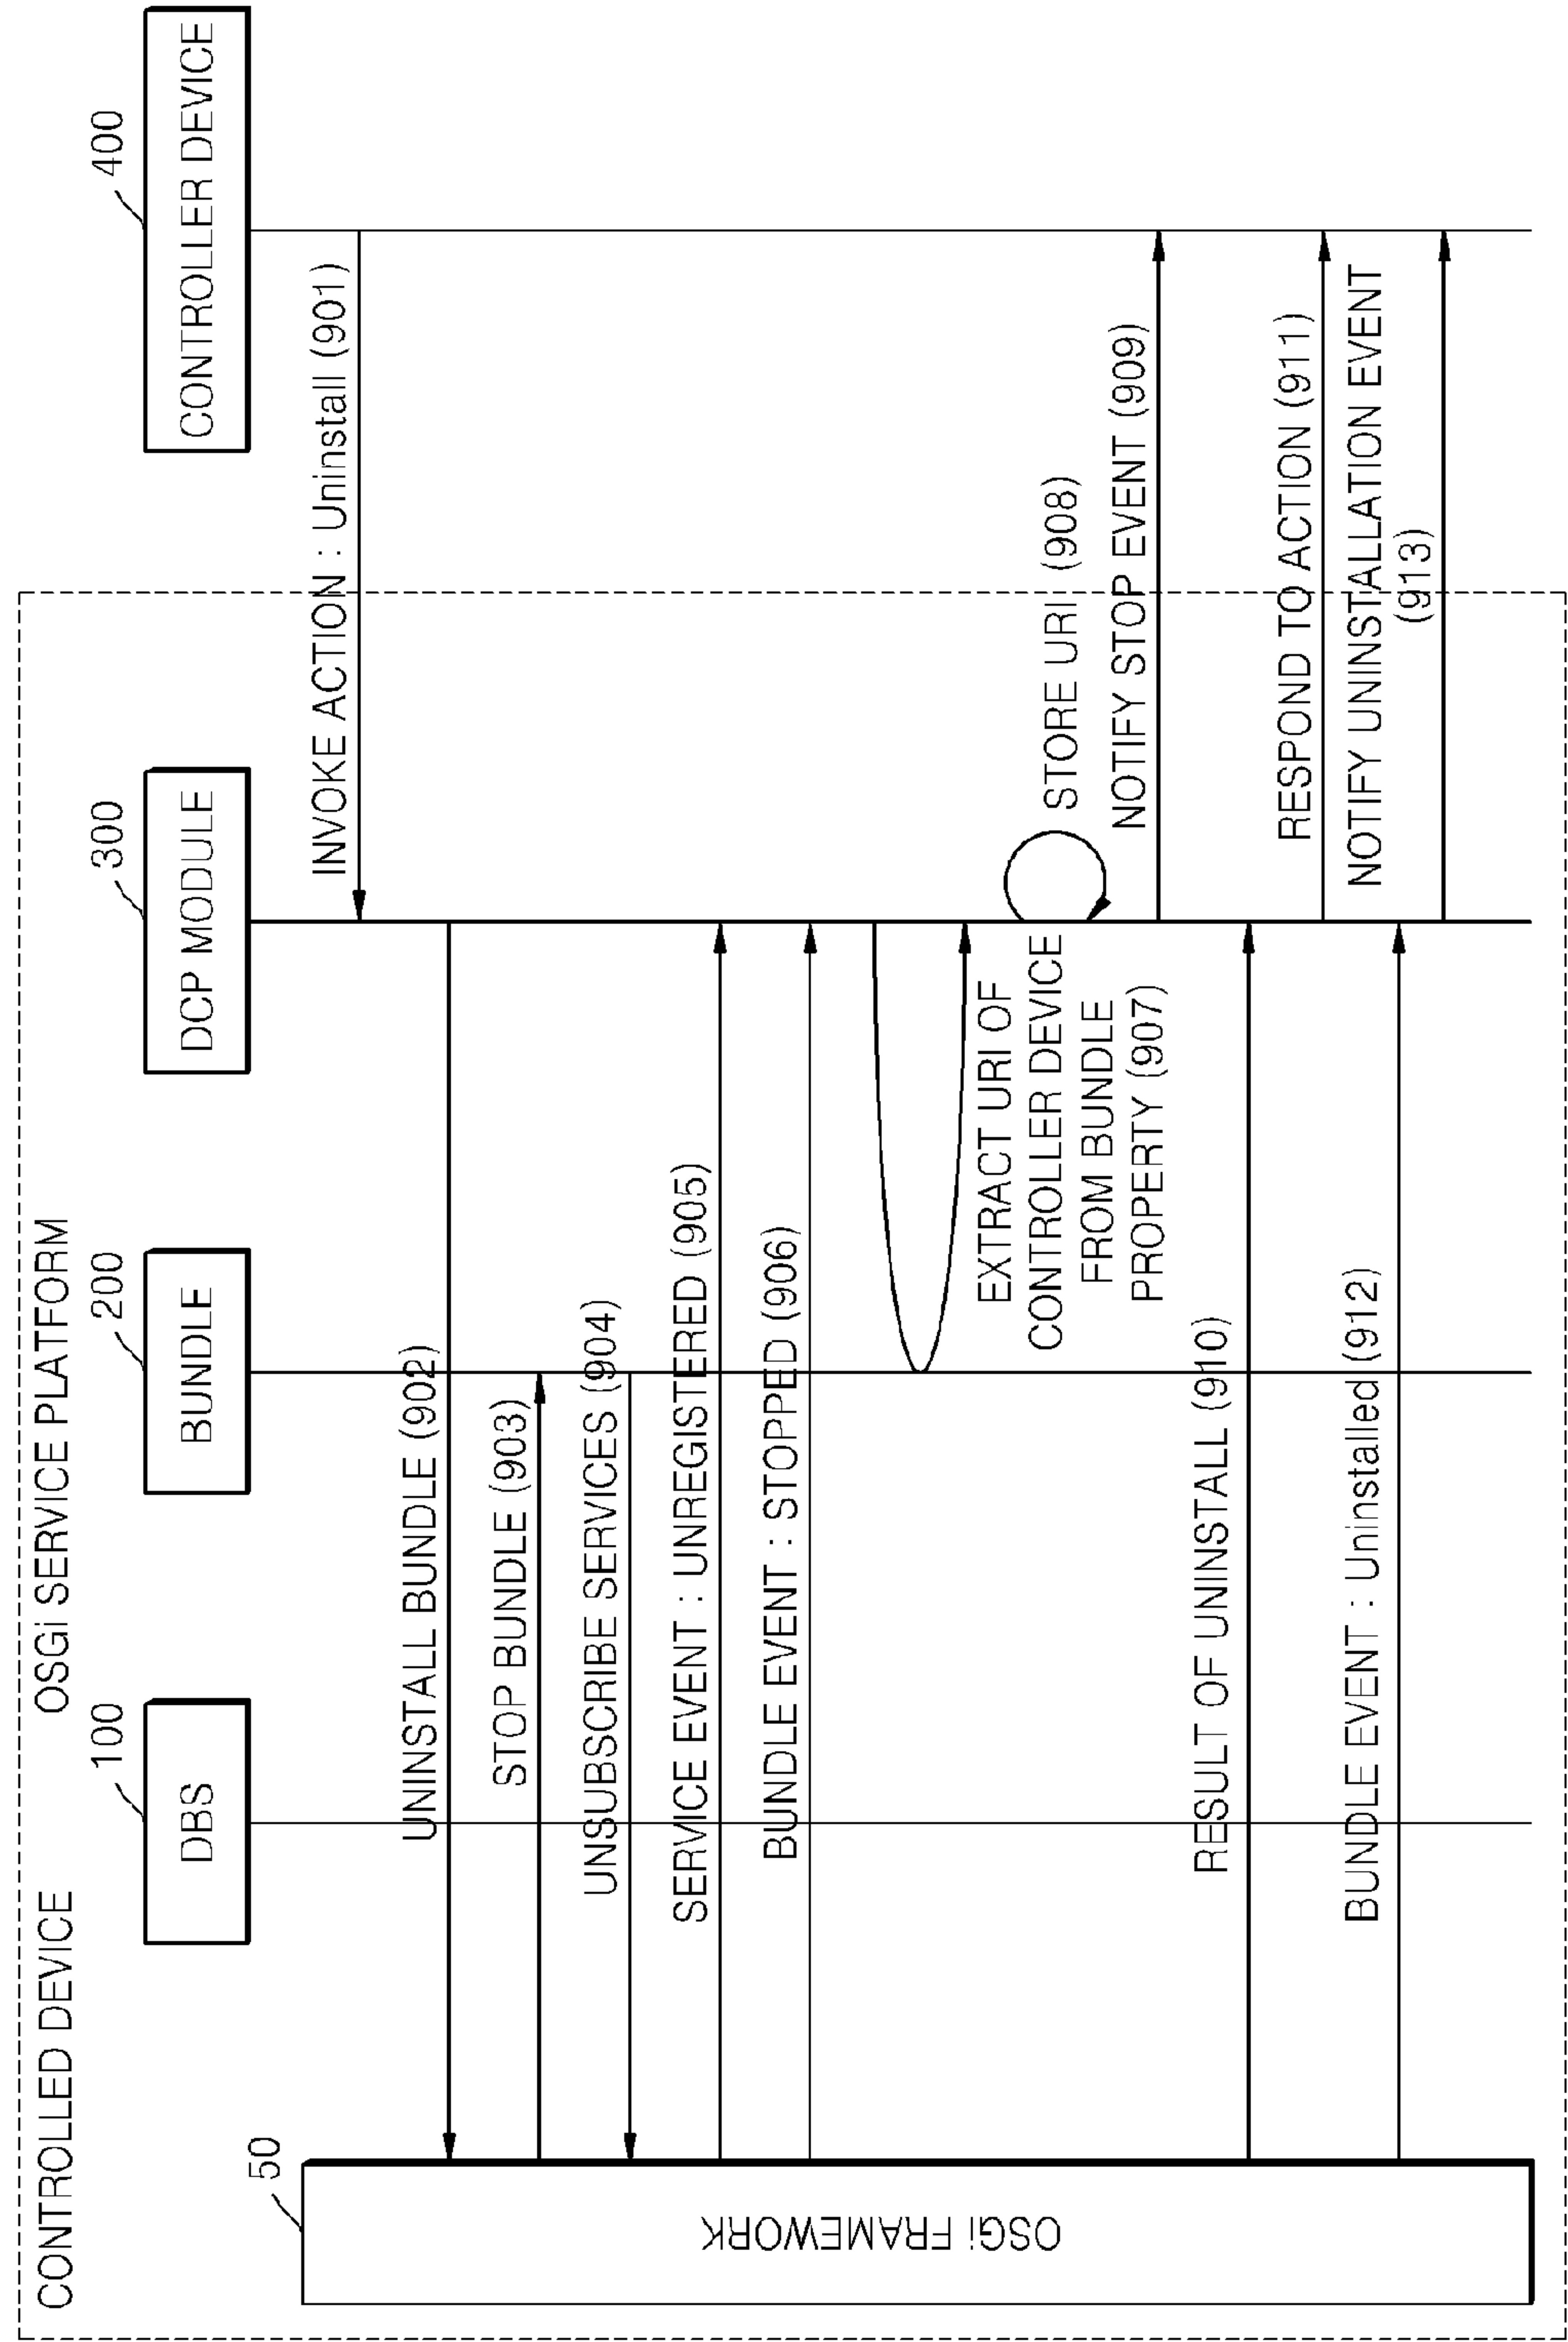 CONTROLLED DEVICE
OSGi SERVICE PLATFORM
50
100
200
300
400
DBS
BUNDLE
DCP MODULE
CONTROLLER DEVICE
OSGi FRAMEWORK
INVOKE ACTION : Uninstall (901)
UNINSTALL BUNDLE (902)
STOP BUNDLE (903)
UNSUBSCRIBE SERVICES (904)
SERVICE EVENT : UNREGISTERED (905)
BUNDLE EVENT : STOPPED (906)
EXTRACT URI OF
CONTROLLER DEVICE
FROM BUNDLE
PROPERTY (907)
STORE URI (908)
NOTIFY STOP EVENT (909)
RESULT OF UNINSTALL (910)
RESPOND TO ACTION (911)
BUNDLE EVENT : Uninstalled (912)
NOTIFY UNINSTALLATION EVENT
(913)